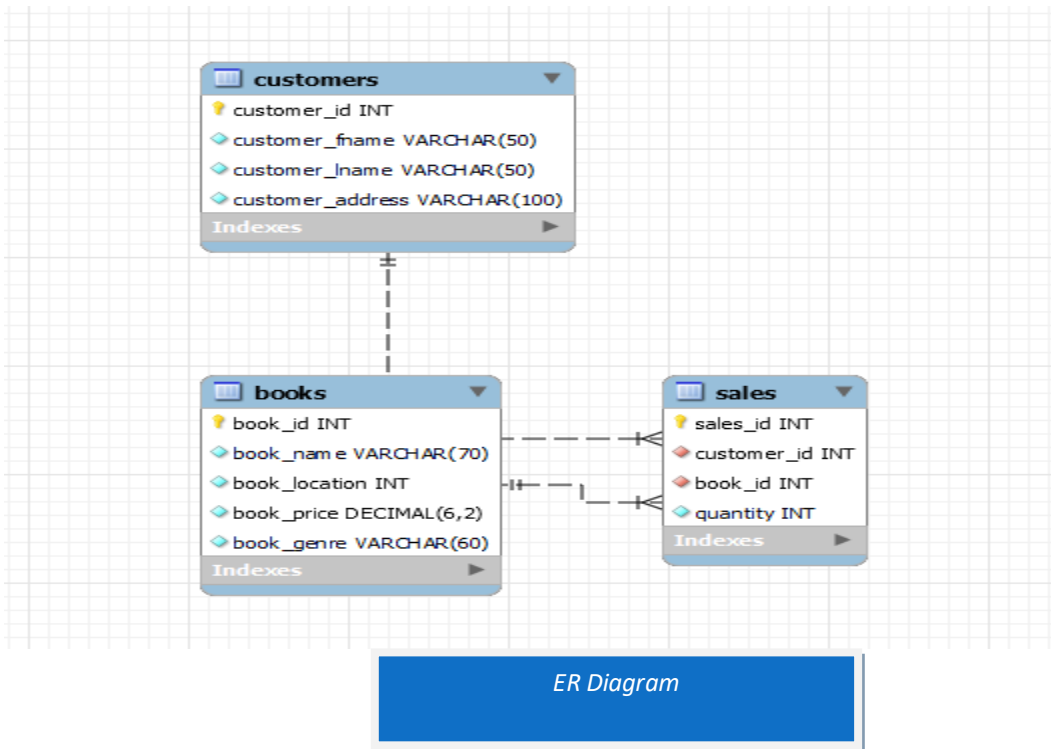 customers
customer_id INT
customer_fname VARCHAR(50)
customer_lname VARCHAR(50)
customer_address VARCHAR(100)
Indexes
books
book_id INT
book_name VARCHAR(70)
book_location INT
book_price DECIMAL(6,2)
book_genre VARCHAR(60)
Indexes
sales
sales_id INT
customer_id INT
book_id INT
quantity INT
Indexes
ER Diagram